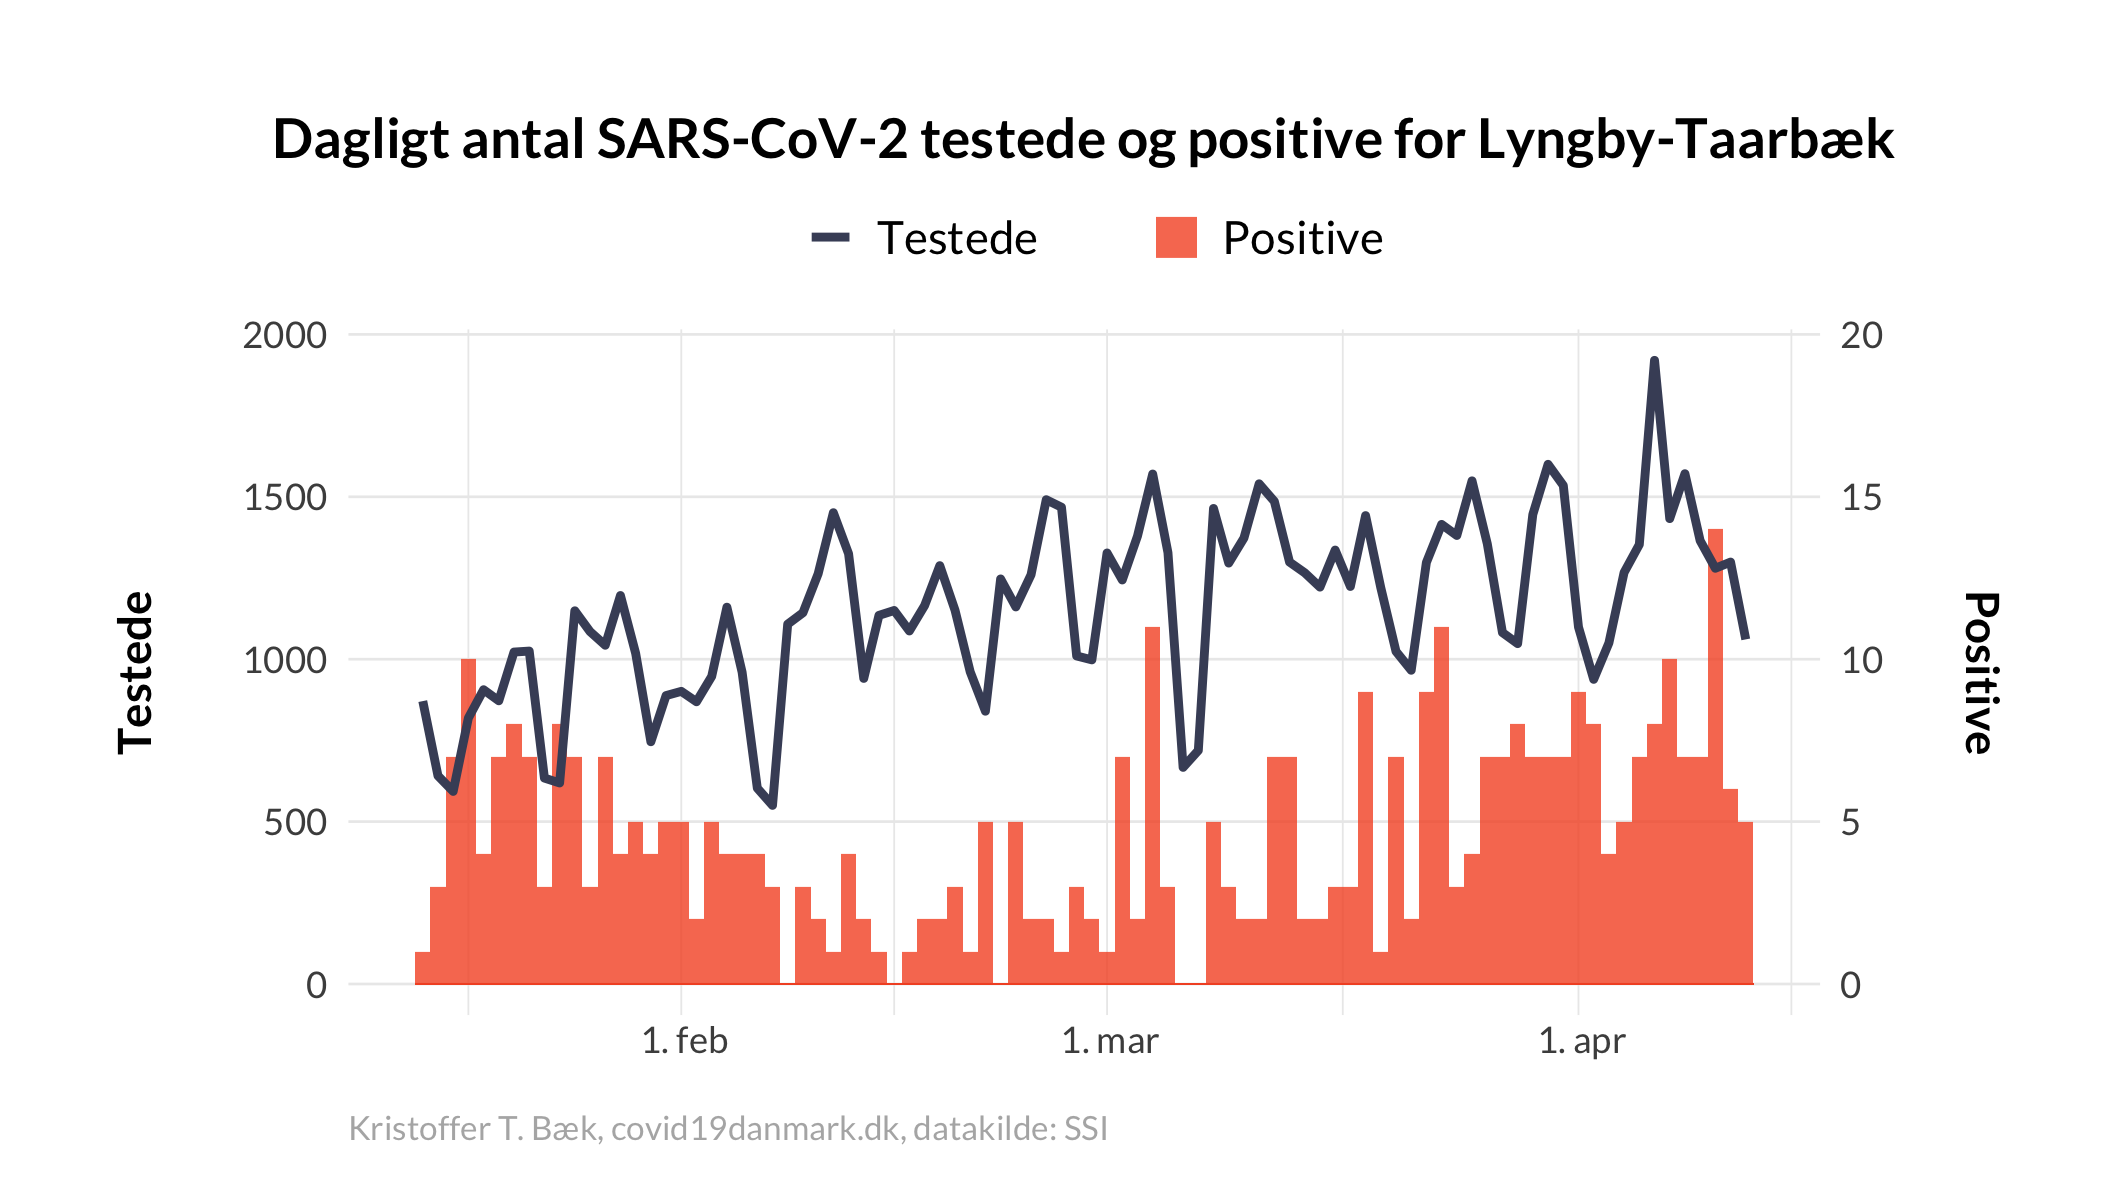 Dagligt antal SARS-CoV-2 testede og positive for Lyngby-Taarbæk
Testede Positive
2000 20
1500 15
1000 10
500 5
0 0
Testede
Positive
1. feb 1. mar 1. apr
Kristoffer T. Bæk, covid19danmark.dk, datakilde: SSI